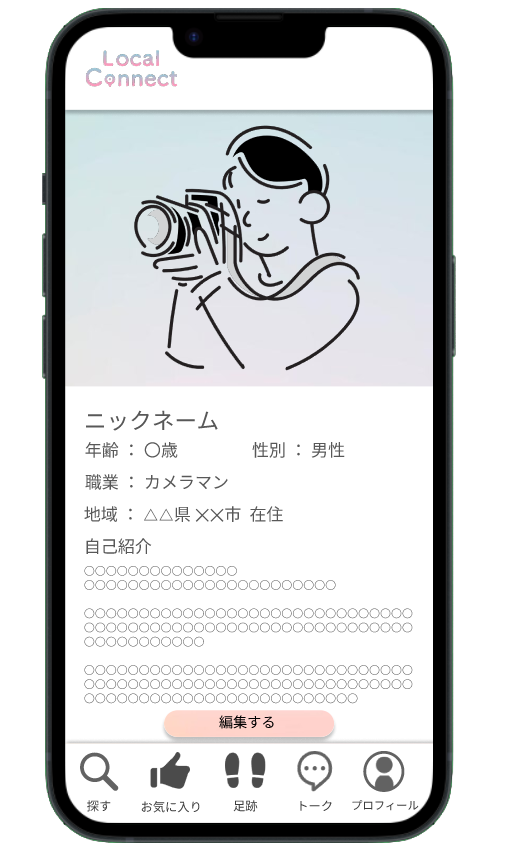 Local
Connect
ニックネーム
年齢 : 〇歳 性別 : 男性
職業 : カメラマン
地域 : △△県 ××市 在住
自己紹介
○○○○○○○○○○○○○○
○○○○○○○○○○○○○○○○○○○○○○○
○○○○○○○○○○○○○○○○○○○○○○○○○○○○○○
○○○○○○○○○○○○○○○○○○○○○○○○○○○○○○
○○○○○○○○○○○
○○○○○○○○○○○○○○○○○○○○○○○○○○○○○○
○○○○○○○○○○○○○○○○○○○○○○○○○○○○○○
○○○○○○○○○○○○○○○○○○○○○○○○○
編集する
探す お気に入り 足跡 トーク プロフィール